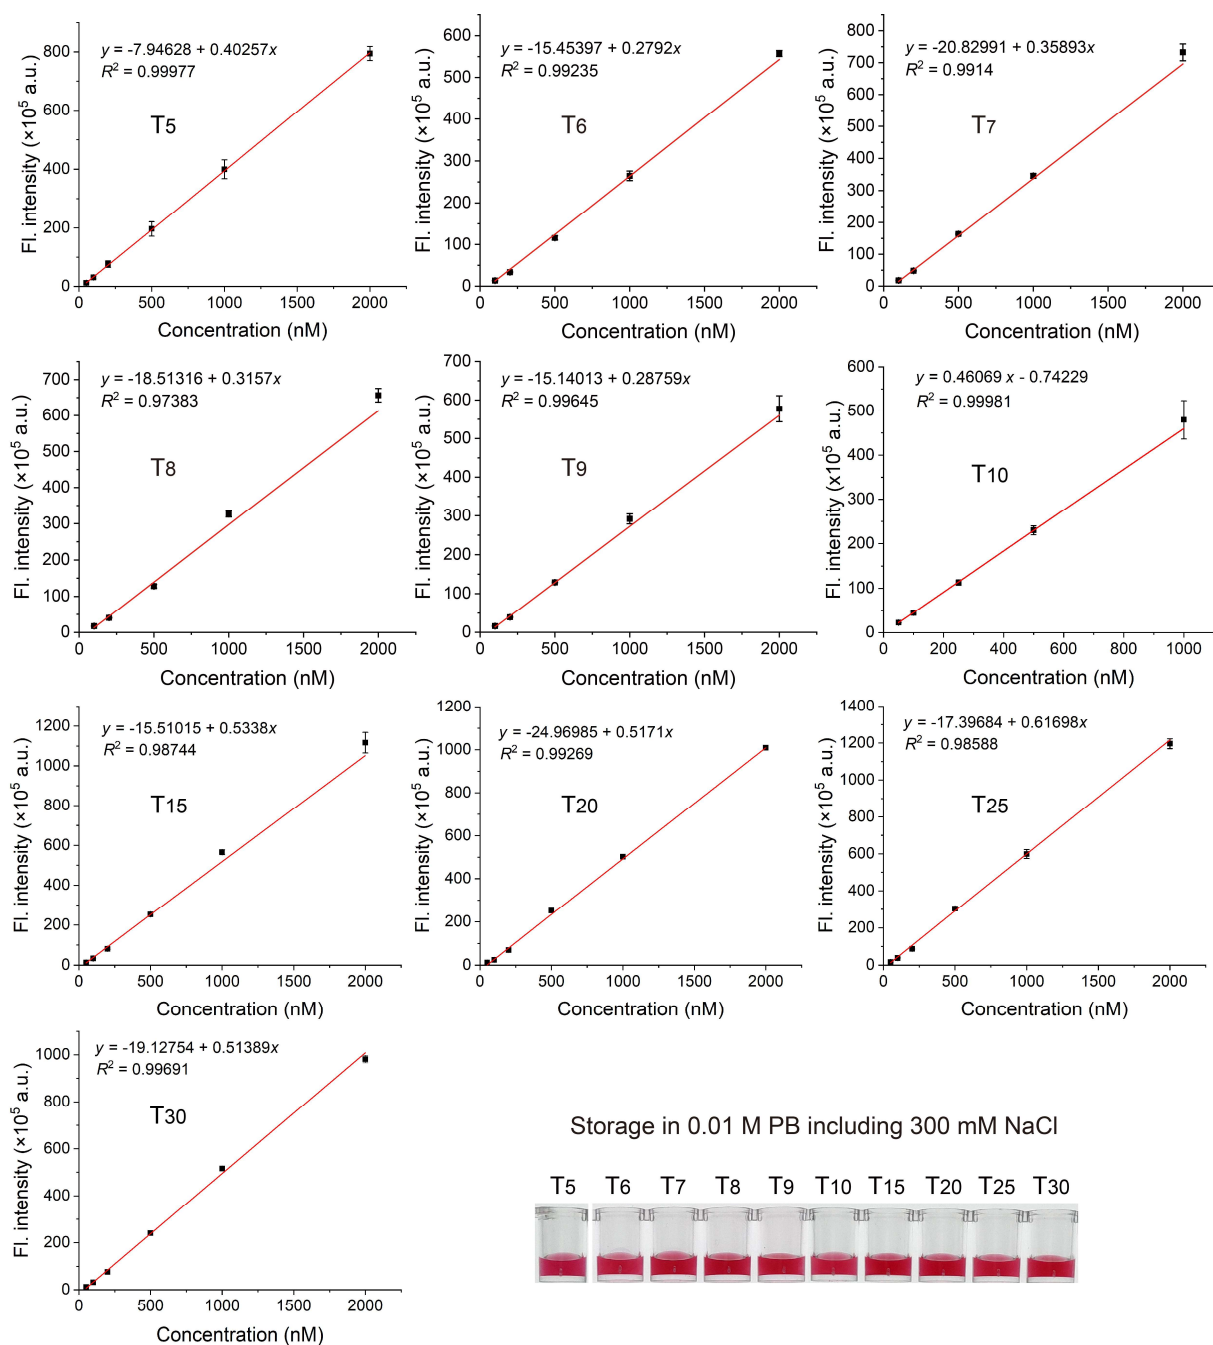 y = -7.94628 + 0.40257x
R² = 0.99977
T5
800
600
400
200
0
0 500 1000 1500 2000
Concentration (nM)
Fl. intensity (×10⁵ a.u.)
y = -15.45397 + 0.2792x
R² = 0.99235
T6
600
500
400
300
200
100
0
0 500 1000 1500 2000
Concentration (nM)
Fl. intensity (×10⁵ a.u.)
y = -20.82991 + 0.35893x
R² = 0.9914
T7
800
700
600
500
400
300
200
100
0
0 500 1000 1500 2000
Concentration (nM)
Fl. intensity (×10⁵ a.u.)
y = -18.51316 + 0.3157x
R² = 0.97383
T8
700
600
500
400
300
200
100
0
0 500 1000 1500 2000
Concentration (nM)
Fl. intensity (×10⁵ a.u.)
y = -15.14013 + 0.28759x
R² = 0.99645
T9
700
600
500
400
300
200
100
0
0 500 1000 1500 2000
Concentration (nM)
Fl. intensity (×10⁵ a.u.)
y = 0.46069 x - 0.74229
R² = 0.99981
T10
600
500
400
300
200
100
0
0 200 400 600 800 1000
Concentration (nM)
Fl. intensity (x10⁵ a.u.)
y = -15.51015 + 0.5338x
R² = 0.98744
T15
1200
1000
800
600
400
200
0
0 500 1000 1500 2000
Concentration (nM)
Fl. intensity (×10⁵ a.u.)
y = -24.96985 + 0.5171x
R² = 0.99269
T20
1200
1000
800
600
400
200
0
0 500 1000 1500 2000
Concentration (nM)
Fl. intensity (×10⁵ a.u.)
y = -17.39684 + 0.61698x
R² = 0.98588
T25
1400
1200
1000
800
600
400
200
0
0 500 1000 1500 2000
Concentration (nM)
Fl. intensity (×10⁵ a.u.)
y = -19.12754 + 0.51389x
R² = 0.99691
T30
1000
800
600
400
200
0
0 500 1000 1500 2000
Concentration (nM)
Fl. intensity (×10⁵ a.u.)
Storage in 0.01 M PB including 300 mM NaCl
T5 T6 T7 T8 T9 T10 T15 T20 T25 T30